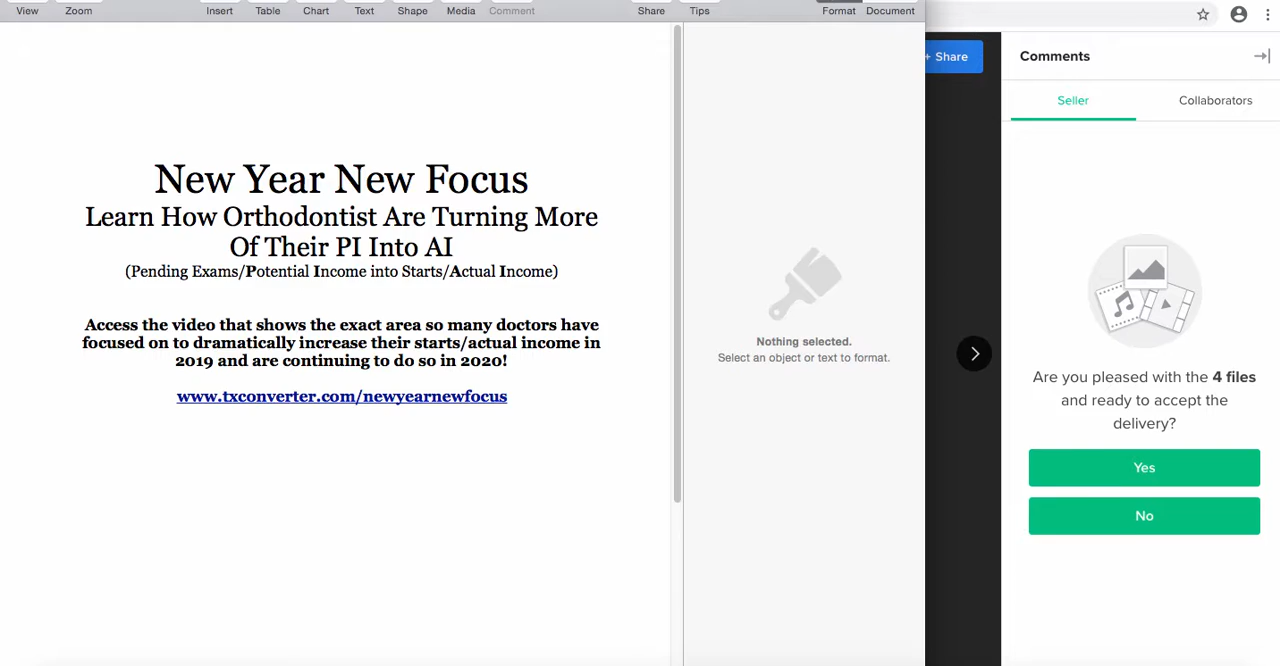 View Zoom Insert Table Chart Text Shape Media Comment Share Tips Format Document
New Year New Focus
Learn How Orthodontist Are Turning More
Of Their PI Into AI
(Pending Exams/Potential Income into Starts/Actual Income)
Access the video that shows the exact area so many doctors have
focused on to dramatically increase their starts/actual income in
2019 and are continuing to do so in 2020!
www.txconverter.com/newyearnewfocus
Nothing selected.
Select an object or text to format.
+ Share
Comments
Seller Collaborators
Are you pleased with the 4 files
and ready to accept the
delivery?
Yes
No